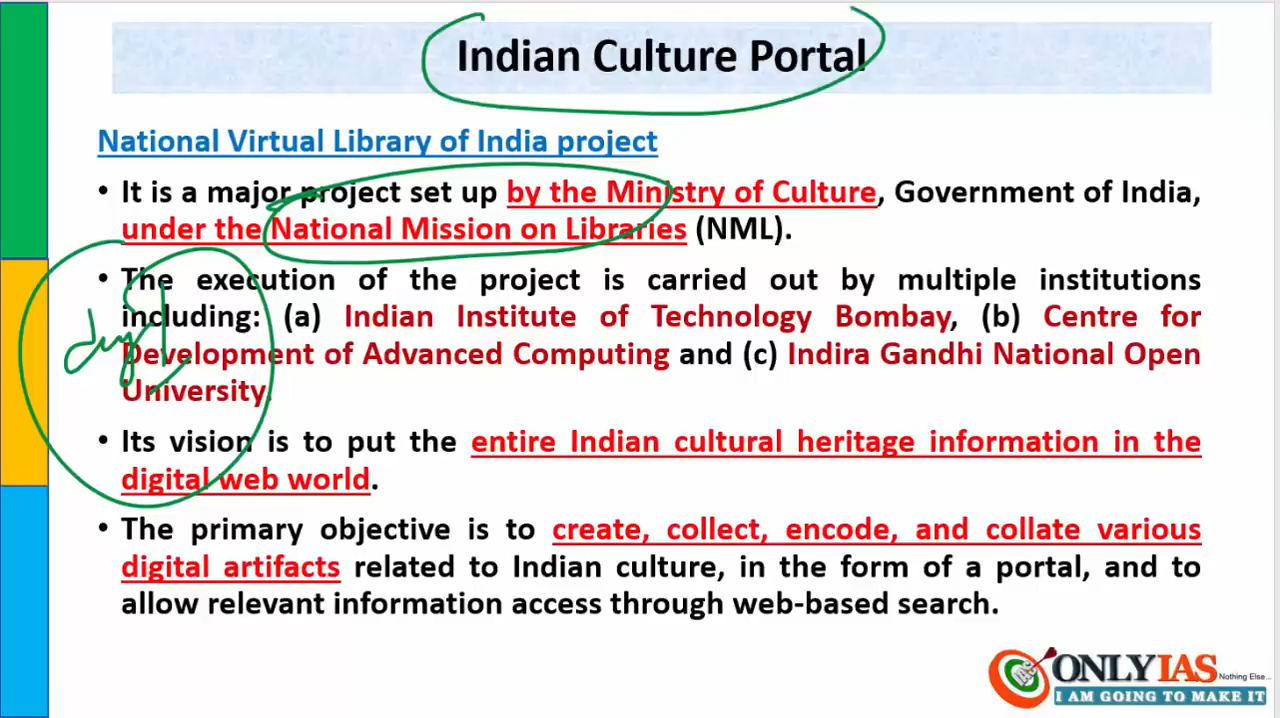 Indian Culture Portal
National Virtual Library of India project
• It is a major project set up by the Ministry of Culture, Government of India,
under the National Mission on Libraries (NML).
• The execution of the project is carried out by multiple institutions
including: (a) Indian Institute of Technology Bombay, (b) Centre for
Development of Advanced Computing and (c) Indira Gandhi National Open
University.
• Its vision is to put the entire Indian cultural heritage information in the
digital web world.
• The primary objective is to create, collect, encode, and collate various
digital artifacts related to Indian culture, in the form of a portal, and to
allow relevant information access through web-based search.
ONLYIAS Nothing Else...
I AM GOING TO MAKE IT